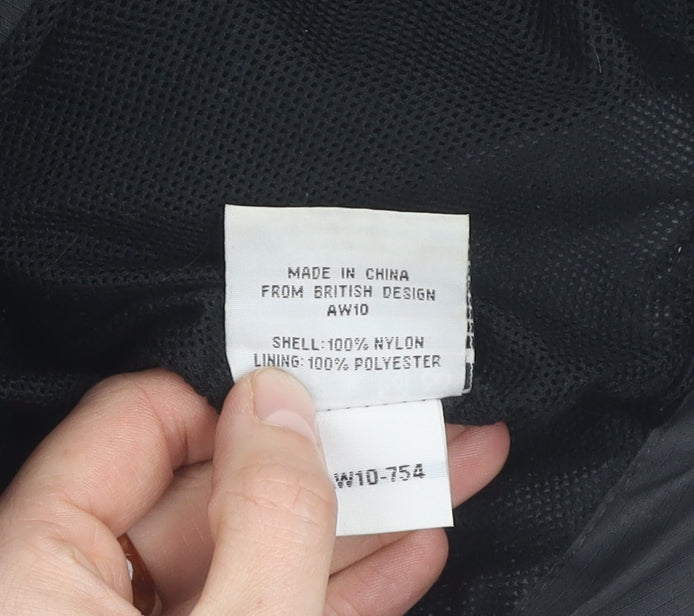 MADE IN CHINA
FROM BRITISH DESIGN
AW10
SHELL:100% NYLON
LINING:100% POLYESTER
W10-754